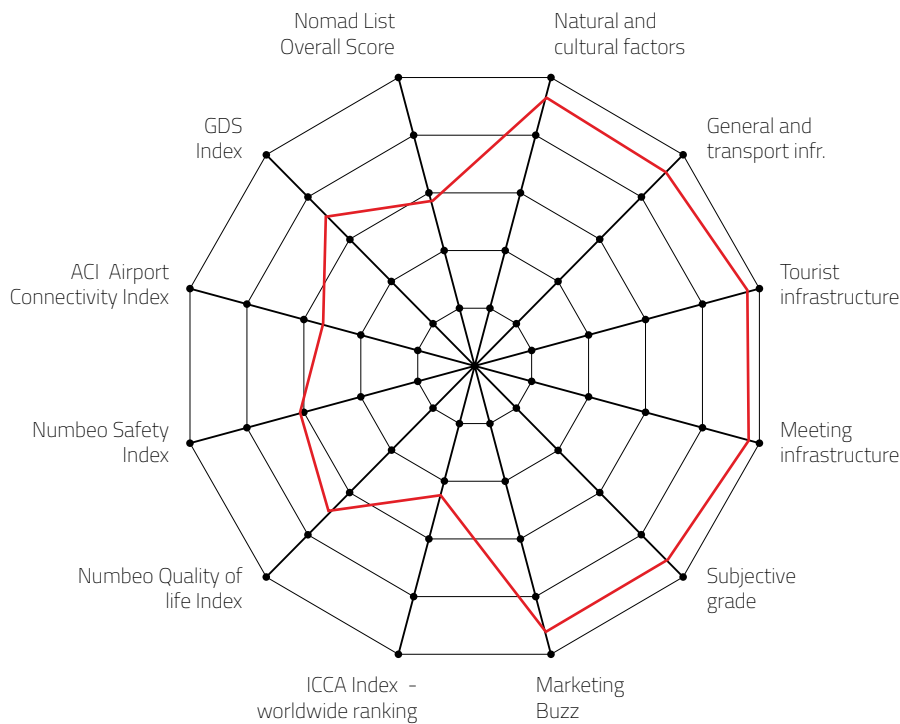 Nomad List
Overall Score
Natural and
cultural factors
GDS
Index
General and
transport infr.
ACI Airport
Connectivity Index
Tourist
infrastructure
Numbeo Safety
Index
Meeting
infrastructure
Numbeo Quality of
life Index
Subjective
grade
ICCA Index -
worldwide ranking
Marketing
Buzz